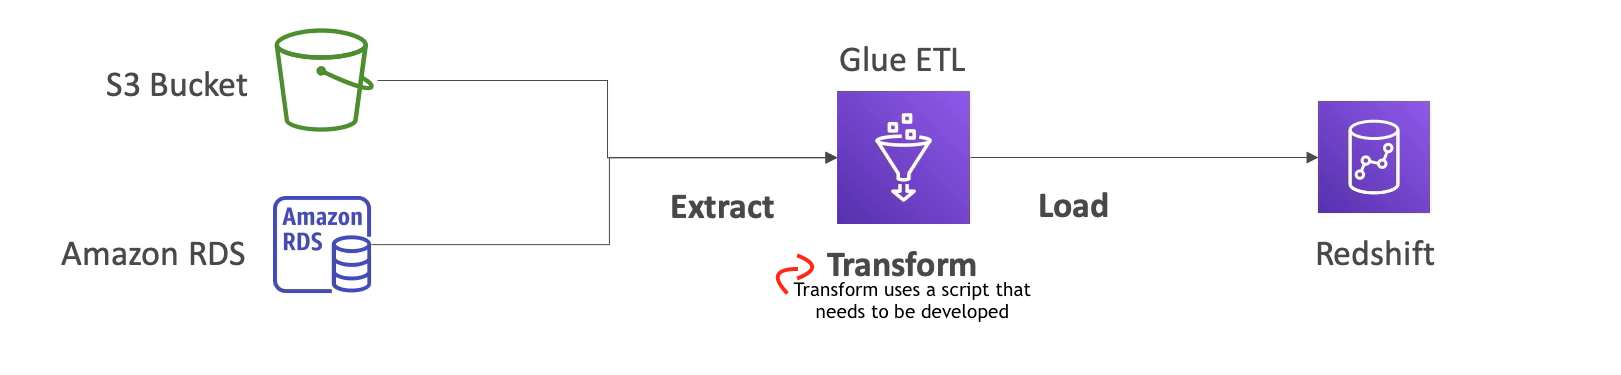 S3 Bucket
Glue ETL
Amazon
RDS
Amazon RDS
Extract
Load
Transform
Transform uses a script that
needs to be developed
Redshift